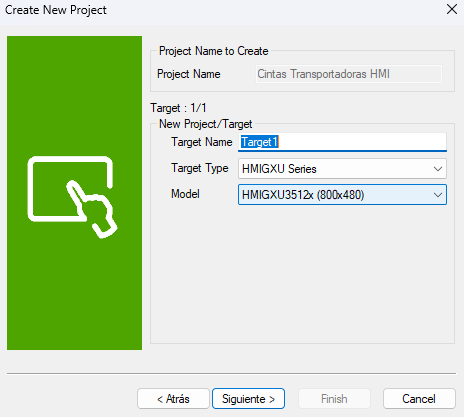 Create New Project
Project Name to Create
Project Name Cintas Transportadoras HMI
Target : 1/1
New Project/Target
Target Name Target1
Target Type HMIGXU Series
Model HMIGXU3512x (800x480)
< Atrás Siguiente > Finish Cancel